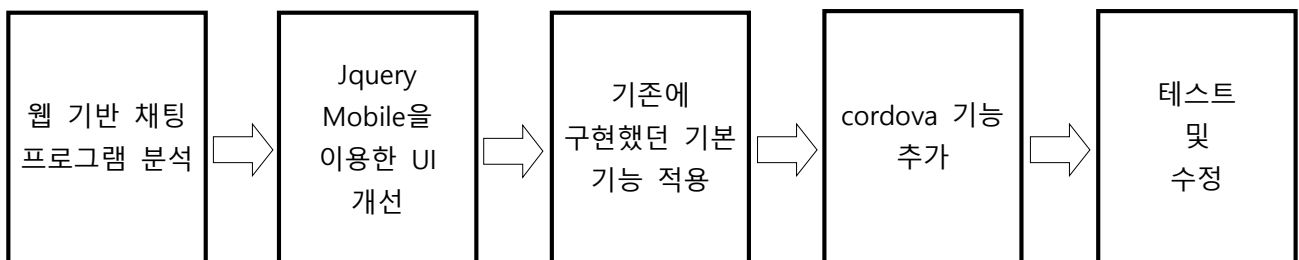 웹 기반 채팅
프로그램 분석
Jquery
Mobile을
이용한 UI
개선
기존에
구현했던 기본
기능 적용
cordova 기능
추가
테스트
및
수정